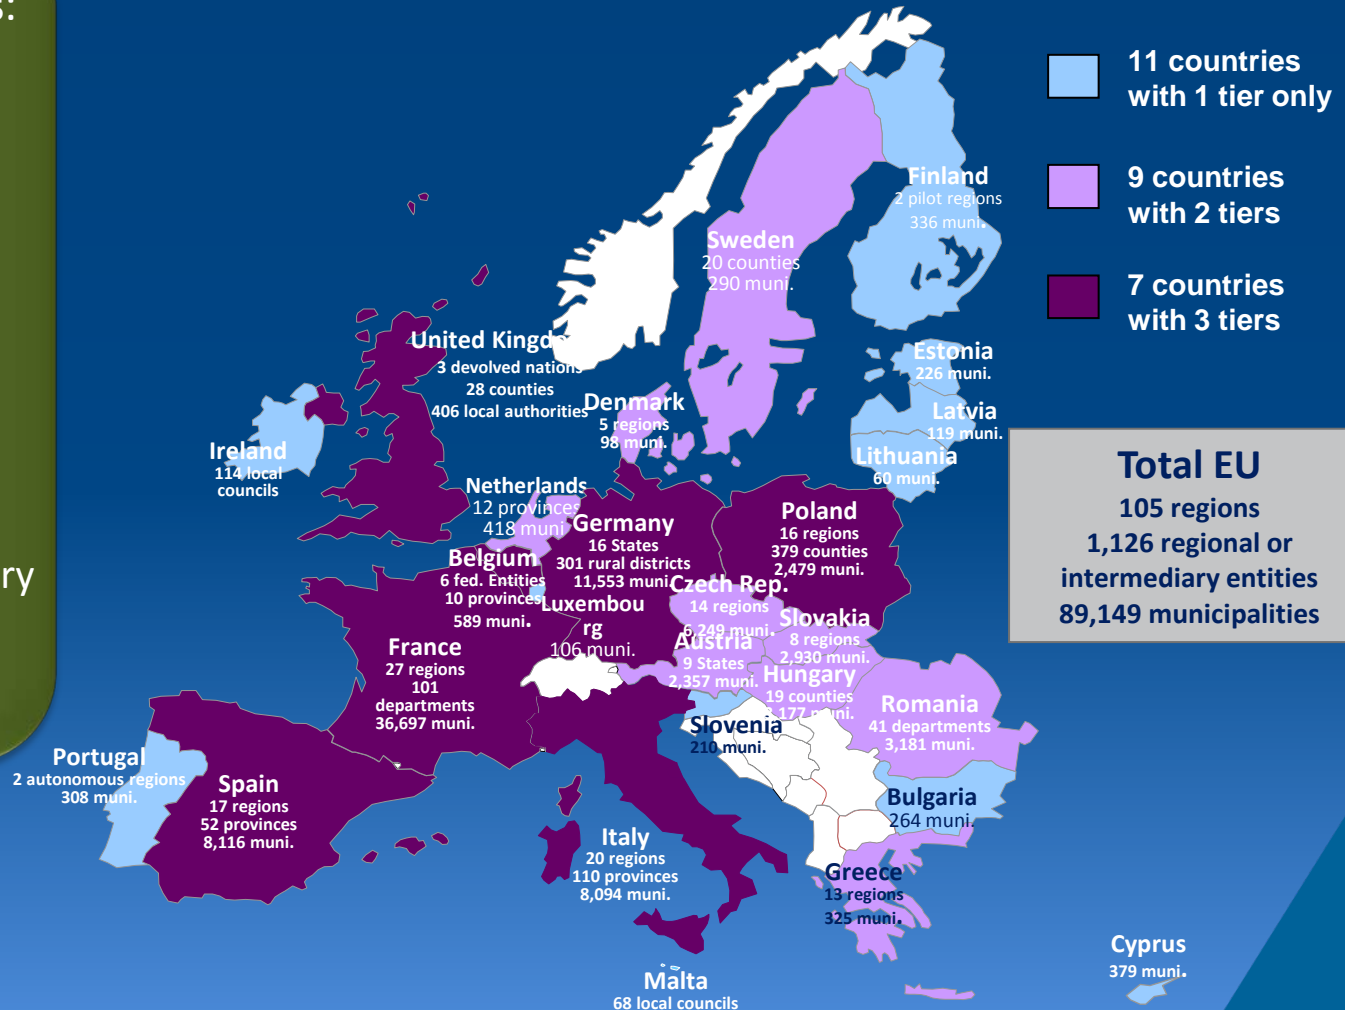 s:
ry
11 countries
with 1 tier only
9 countries
with 2 tiers
7 countries
with 3 tiers
Finland
2 pilot regions
336 muni.
Sweden
20 counties
290 muni.
United Kingdo
3 devolved nations
28 counties
406 local authorities
Estonia
226 muni.
Denmark
5 regions
98 muni.
Latvia
119 muni.
Ireland
114 local
councils
Lithuania
60 muni.
Total EU
105 regions
1,126 regional or
intermediary entities
89,149 municipalities
Netherlands
12 provinces
418 muni
Germany
16 States
301 rural districts
11,553 muni.
Poland
16 regions
379 counties
2,479 muni.
Belgium
6 fed. Entities
10 provinces
589 muni.
Luxembou
rg
106 muni.
Czech Rep.
14 regions
6,249 muni.
Slovakia
8 regions
2,930 muni.
France
27 regions
101
departments
36,697 muni.
Austria
9 States
2,357 muni.
Hungary
19 counties
3,177 muni.
Romania
41 departments
3,181 muni.
Slovenia
210 muni.
Portugal
2 autonomous regions
308 muni.
Spain
17 regions
52 provinces
8,116 muni.
Bulgaria
264 muni.
Italy
20 regions
110 provinces
8,094 muni.
Greece
13 regions
325 muni.
Cyprus
379 muni.
Malta
68 local councils